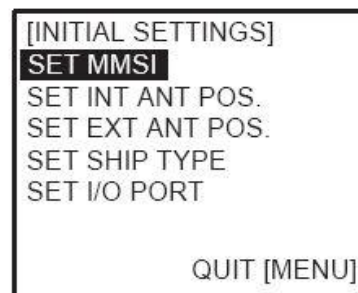 [INITIAL SETTINGS]
SET MMSI
SET INT ANT POS.
SET EXT ANT POS.
SET SHIP TYPE
SET I/O PORT
QUIT [MENU]